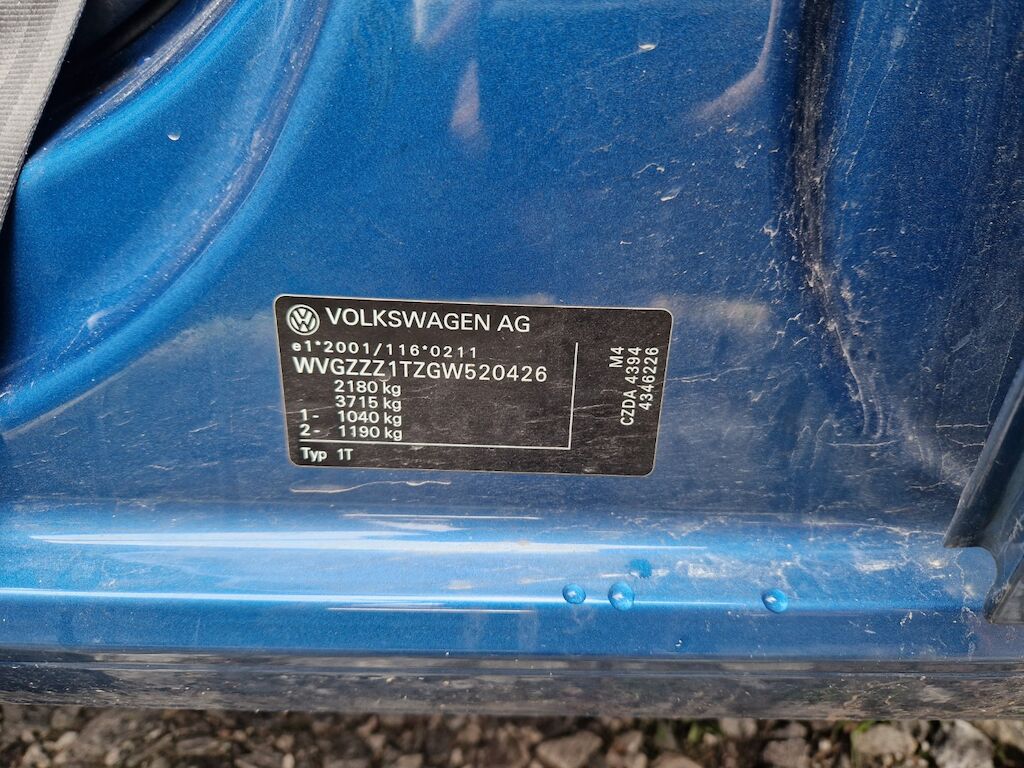 VOLKSWAGEN AG
e1*2001/116*0211
WVGZZZ1TZGW520426
2180 kg
3715 kg
1- 1040 kg
2- 1190 kg
Typ 1T
M4
CZDA 4394
4346226